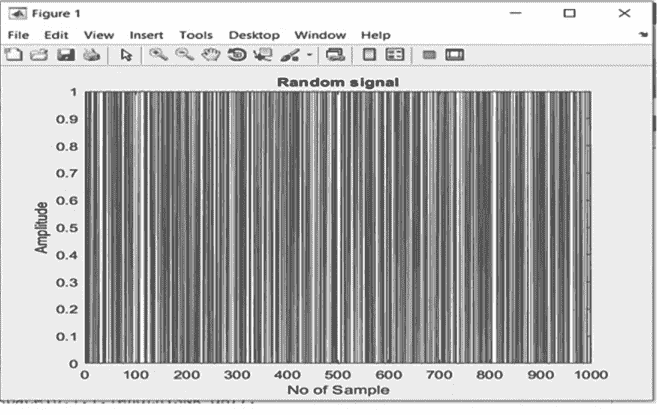 Figure 1
File Edit View Insert Tools Desktop Window Help
Random signal
1
0.9
0.8
0.7
0.6
0.5
0.4
0.3
0.2
0.1
0
Amplitude
0 100 200 300 400 500 600 700 800 900 1000
No of Sample